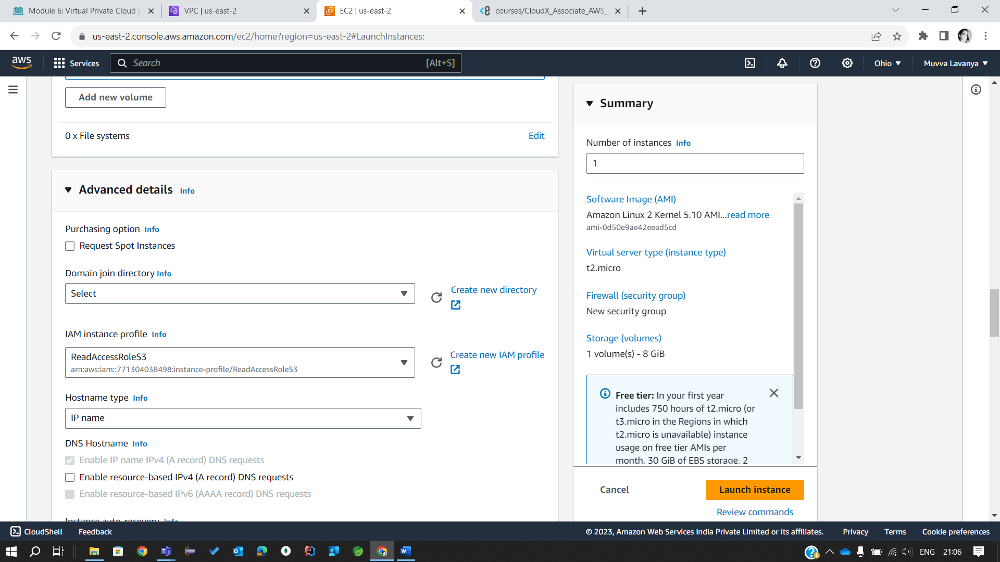 Module 6: Virtual Private Cloud |
VPC | us-east-2
EC2 | us-east-2
courses/CloudX_Associate_AWS_
us-east-2.console.aws.amazon.com/ec2/home?region=us-east-2#LaunchInstances:
aws
Services
Search
[Alt+S]
Ohio
Muvva Lavanya
Add new volume
0 x File systems
Edit
Advanced details Info
Purchasing option Info
Request Spot Instances
Domain join directory Info
Select
Create new directory
IAM instance profile Info
ReadAccessRoleS3
arn:aws:iam::771304038498:instance-profile/ReadAccessRoleS3
Create new IAM profile
Hostname type Info
IP name
DNS Hostname Info
Enable IP name IPv4 (A record) DNS requests
Enable resource-based IPv4 (A record) DNS requests
Enable resource-based IPv6 (AAAA record) DNS requests
Instance auto-recovery Info
Summary
Number of instances Info
1
Software Image (AMI)
Amazon Linux 2 Kernel 5.10 AMI...read more
ami-0d50e9ae42eead5cd
Virtual server type (instance type)
t2.micro
Firewall (security group)
New security group
Storage (volumes)
1 volume(s) - 8 GiB
Free tier: In your first year
includes 750 hours of t2.micro (or
t3.micro in the Regions in which
t2.micro is unavailable) instance
usage on free tier AMIs per
month, 30 GiB of EBS storage, 2
Cancel
Launch instance
Review commands
CloudShell
Feedback
© 2023, Amazon Web Services India Private Limited or its affiliates.
Privacy
Terms
Cookie preferences
ENG
21:06